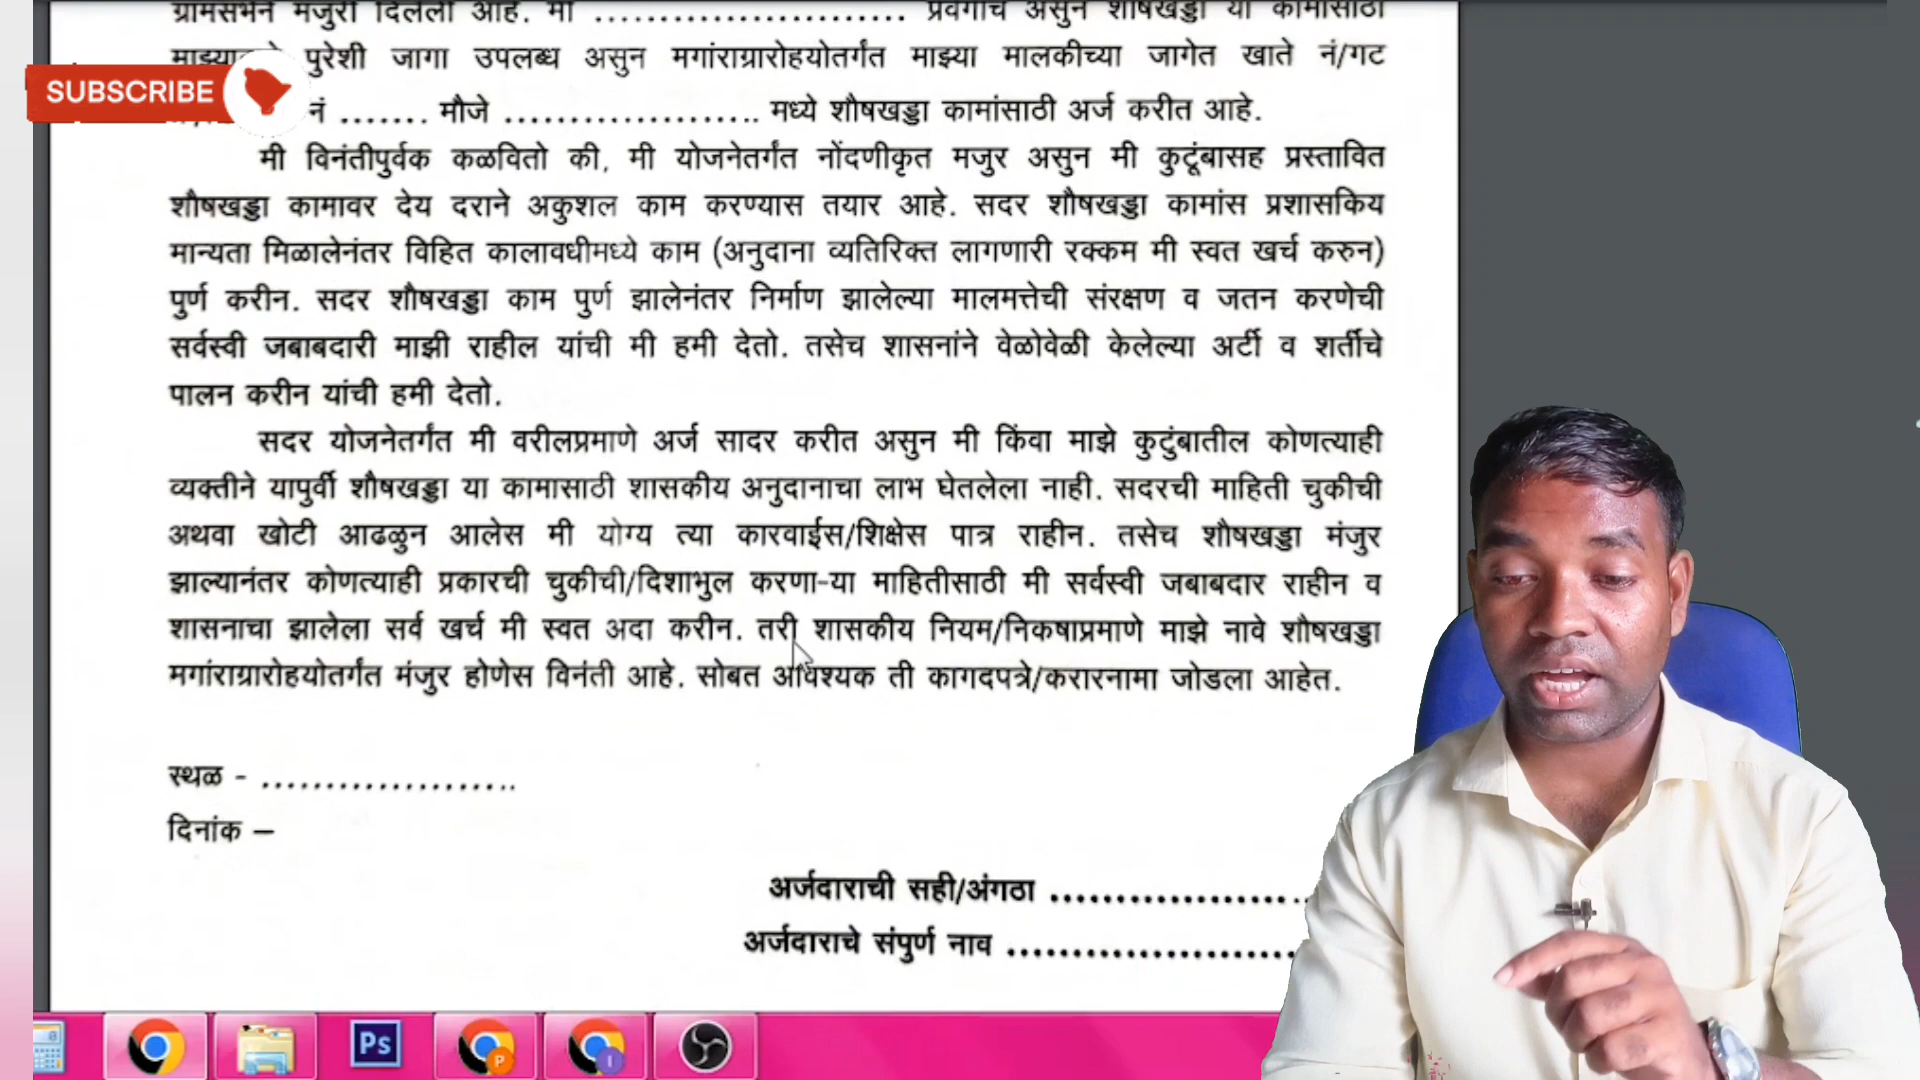 ग्रामसभेने मंजुरी दिलेली आहे. मी ........................ प्रवर्गाचे असुन शौषखड्डा या कामासाठी
पुरेशी जागा उपलब्ध असुन मगांराग्रारोहयोतर्गंत माझ्या मालकीच्या जागेत खाते नं/गट
SUBSCRIBE
नं ....... मौजे .................... मध्ये शौषखड्डा कामांसाठी अर्ज करीत आहे.
मी विनंतीपुर्वक कळवितो की, मी योजनेतर्गंत नोंदणीकृत मजुर असुन मी कुटूंबासह प्रस्तावित
शौषखड्डा कामावर देय दराने अकुशल काम करण्यास तयार आहे. सदर शौषखड्डा कामांस प्रशासकिय
मान्यता मिळालेनंतर विहित कालावधीमध्ये काम (अनुदाना व्यतिरिक्त लागणारी रक्कम मी स्वत खर्च करुन)
पुर्ण करीन. सदर शौषखड्डा काम पुर्ण झालेनंतर निर्माण झालेल्या मालमत्तेची संरक्षण व जतन करणेची
सर्वस्वी जबाबदारी माझी राहील यांची मी हमी देतो. तसेच शासनांने वेळोवेळी केलेल्या अर्टी व शर्तीचे
पालन करीन यांची हमी देतो.
सदर योजनेतर्गंत मी वरीलप्रमाणे अर्ज सादर करीत असुन मी किंवा माझे कुटुंबातील कोणत्याही
व्यक्तीने यापुर्वी शौषखड्डा या कामासाठी शासकीय अनुदानाचा लाभ घेतलेला नाही. सदरची माहिती चुकीची
अथवा खोटी आढळुन आलेस मी योग्य त्या कारवाईस/शिक्षेस पात्र राहीन. तसेच शौषखड्डा मंजुर
झाल्यानंतर कोणत्याही प्रकारची चुकीची/दिशाभुल करणा-या माहितीसाठी मी सर्वस्वी जबाबदार राहीन व
शासनाचा झालेला सर्व खर्च मी स्वत अदा करीन. तरी शासकीय नियम/निकषाप्रमाणे माझे नावे शौषखड्डा
मगांराग्रारोहयोतर्गंत मंजुर होणेस विनंती आहे. सोबत आवश्यक ती कागदपत्रे/करारनामा जोडला आहेत.
स्थळ - ....................
दिनांक –
अर्जदाराची सही/अंगठा ....................
अर्जदाराचे संपुर्ण नाव ......................
Ps
P
I